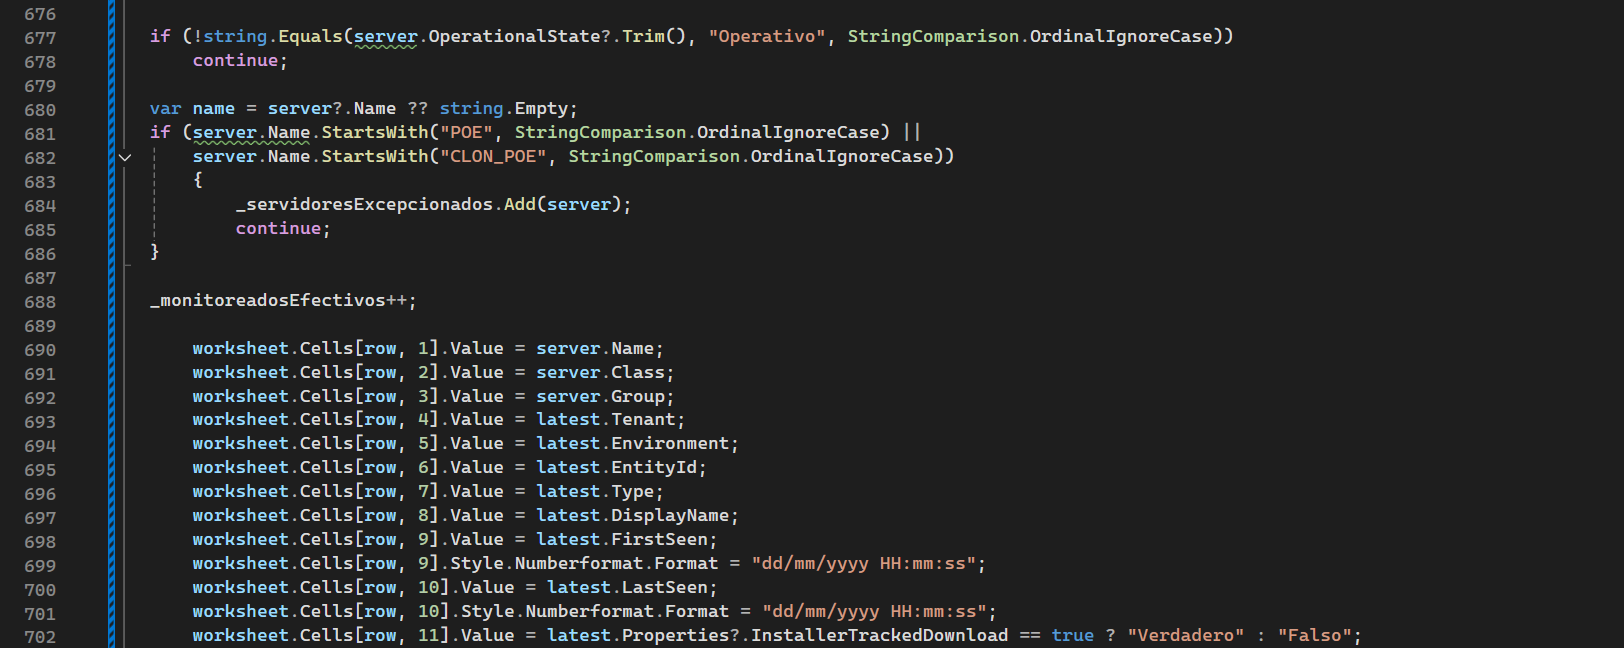 676
677 if (!string.Equals(server.OperationalState?.Trim(), "Operativo", StringComparison.OrdinalIgnoreCase))
678 continue;
679
680 var name = server?.Name ?? string.Empty;
681 if (server.Name.StartsWith("POE", StringComparison.OrdinalIgnoreCase) ||
682 server.Name.StartsWith("CLON_POE", StringComparison.OrdinalIgnoreCase))
683 {
684 _servidoresExcepcionados.Add(server);
685 continue;
686 }
687
688 _monitoreadosEfectivos++;
689
690 worksheet.Cells[row, 1].Value = server.Name;
691 worksheet.Cells[row, 2].Value = server.Class;
692 worksheet.Cells[row, 3].Value = server.Group;
693 worksheet.Cells[row, 4].Value = latest.Tenant;
694 worksheet.Cells[row, 5].Value = latest.Environment;
695 worksheet.Cells[row, 6].Value = latest.EntityId;
696 worksheet.Cells[row, 7].Value = latest.Type;
697 worksheet.Cells[row, 8].Value = latest.DisplayName;
698 worksheet.Cells[row, 9].Value = latest.FirstSeen;
699 worksheet.Cells[row, 9].Style.Numberformat.Format = "dd/mm/yyyy HH:mm:ss";
700 worksheet.Cells[row, 10].Value = latest.LastSeen;
701 worksheet.Cells[row, 10].Style.Numberformat.Format = "dd/mm/yyyy HH:mm:ss";
702 worksheet.Cells[row, 11].Value = latest.Properties?.InstallerTrackedDownload == true ? "Verdadero" : "Falso";